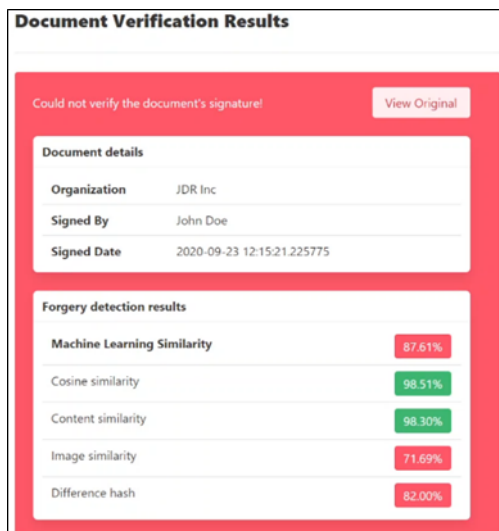 Document Verification Results
Could not verify the document's signature!
View Original
Document details
Organization JDR Inc
Signed By John Doe
Signed Date 2020-09-23 12:15:21.225775
Forgery detection results
Machine Learning Similarity 87.61%
Cosine similarity 98.51%
Content similarity 98.30%
Image similarity 71.69%
Difference hash 82.00%